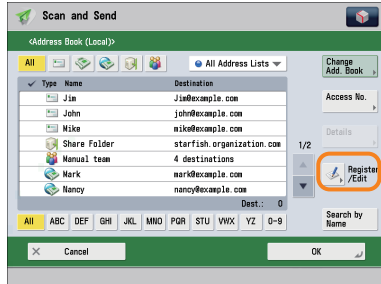 Scan and Send
<Address Book (Local)>
All
All Address Lists
Change
Add. Book
Type Name Destination
Jim Jim@example.com
John john@example.com
Mike mike@example.com
Share Folder starfish.organization.com
Manual team 4 destinations
Mark mark@example.com
Nancy nancy@example.com
Dest.: 0
1/2
Access No.
Details
Register
/Edit
Search by
Name
All ABC DEF GHI JKL MNO PQR STU VWX YZ 0-9
Cancel
OK